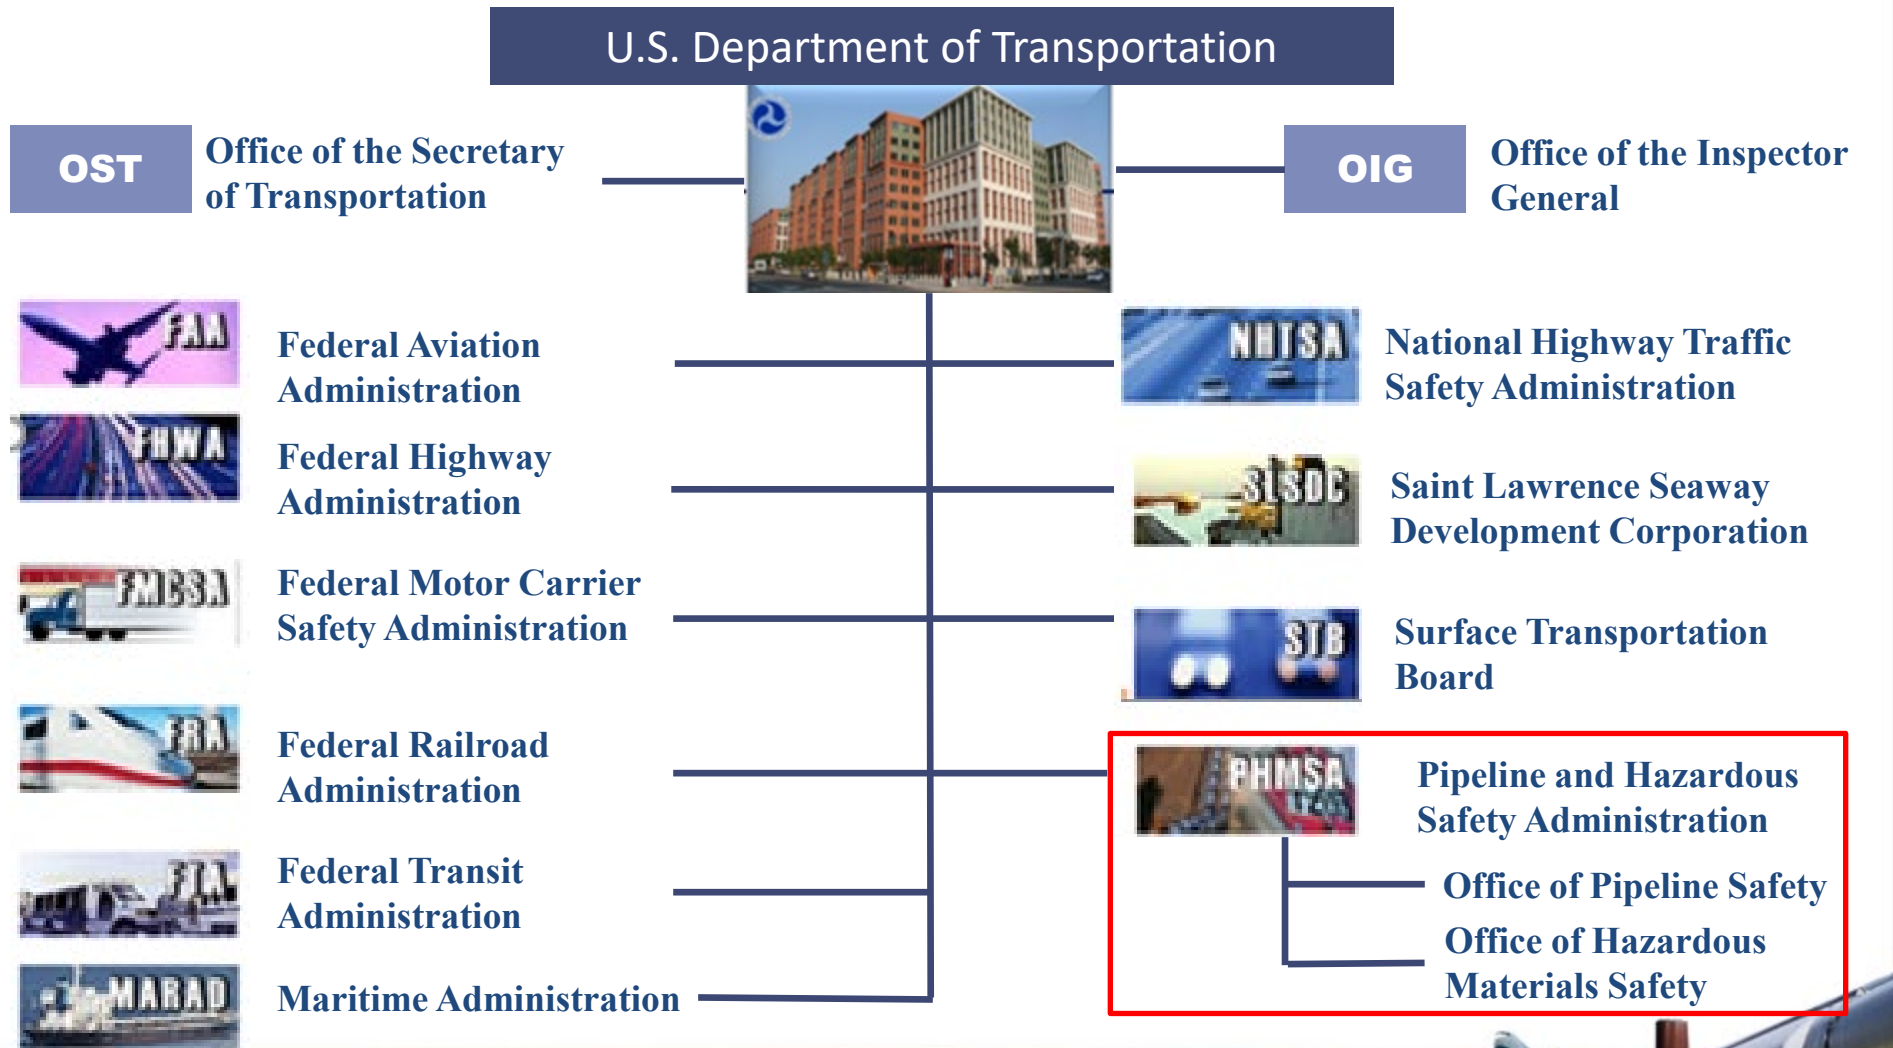 U.S. Department of Transportation
OST
Office of the Secretary
of Transportation
OIG
Office of the Inspector
General
FAA
Federal Aviation
Administration
FHWA
Federal Highway
Administration
FMCSA
Federal Motor Carrier
Safety Administration
FRA
Federal Railroad
Administration
FTA
Federal Transit
Administration
MARAD
Maritime Administration
NHTSA
National Highway Traffic
Safety Administration
SLSDC
Saint Lawrence Seaway
Development Corporation
STB
Surface Transportation
Board
PHMSA
Pipeline and Hazardous
Safety Administration
Office of Pipeline Safety
Office of Hazardous
Materials Safety